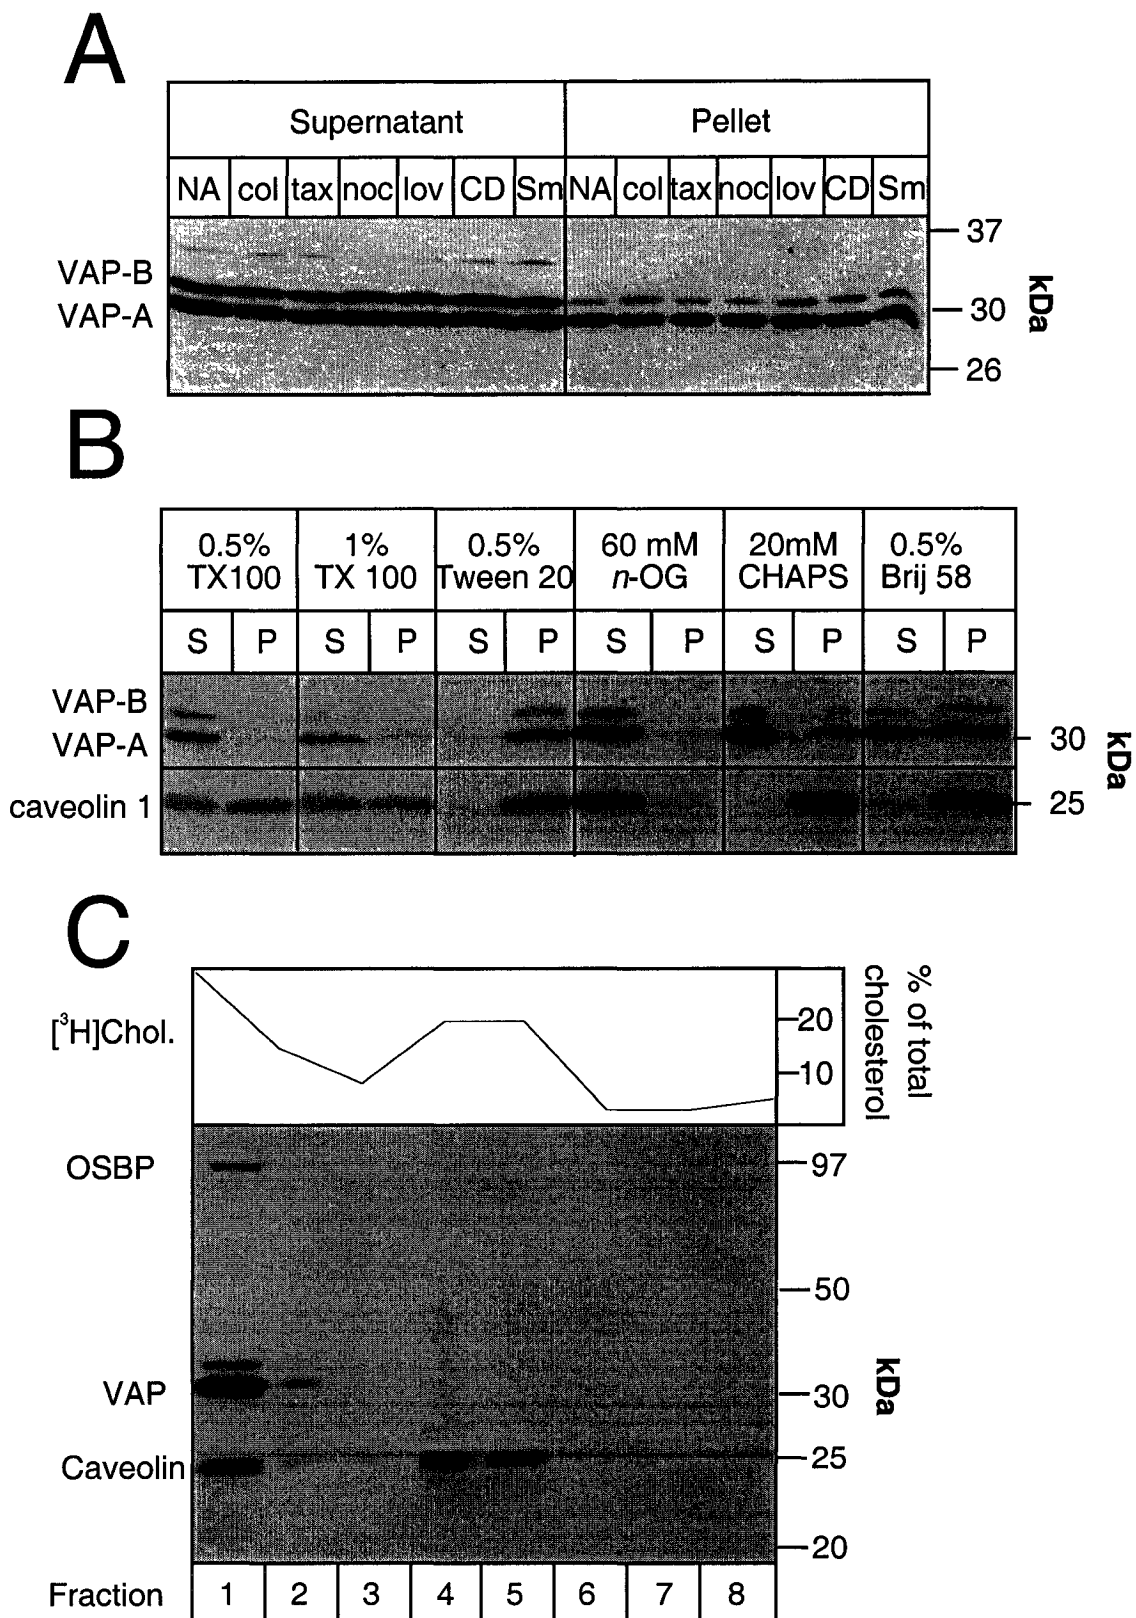 A
Supernatant Pellet
NA col tax noc lov CD Sm NA col tax noc lov CD Sm
37
VAP-B
VAP-A
30
26
kDa
B
0.5% 1% 0.5% 60 mM 20mM 0.5%
TX100 TX 100 Tween 20 n-OG CHAPS Brij 58
S P S P S P S P S P S P
VAP-B
VAP-A
30
caveolin 1
25
kDa
C
[³H]Chol.
20
10
% of total
cholesterol
OSBP
97
50
VAP
30
kDa
Caveolin
25
20
Fraction 1 2 3 4 5 6 7 8